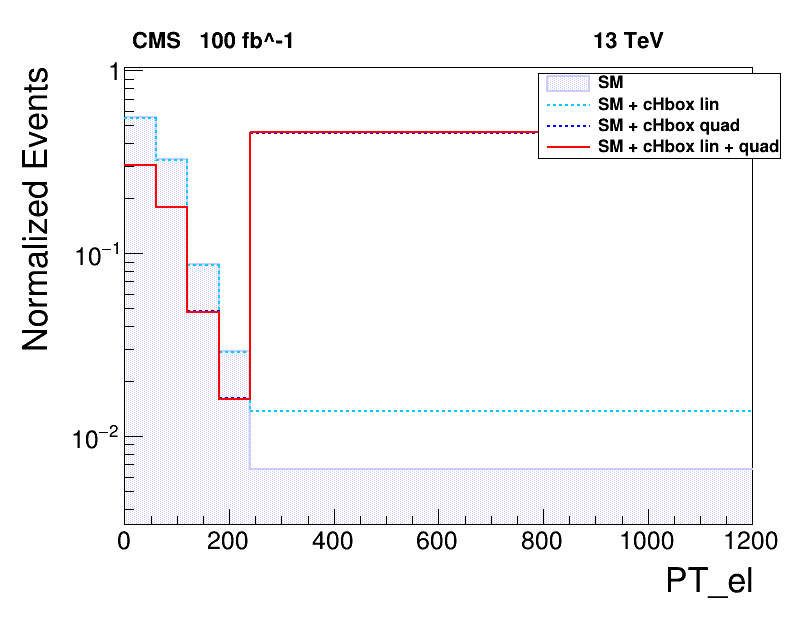 CMS 100 fb^-1 13 TeV
SM
SM + cHbox lin
SM + cHbox quad
SM + cHbox lin + quad
Normalized Events
1
10⁻¹
10⁻²
0 200 400 600 800 1000 1200
PT_el